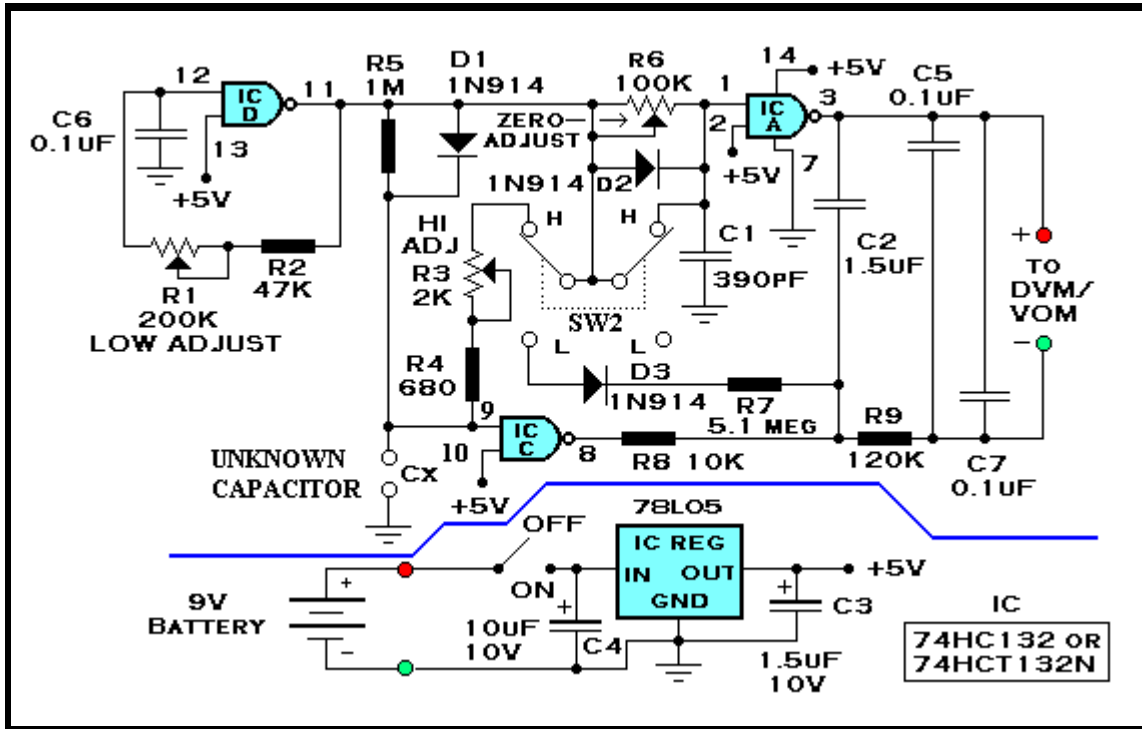 12
IC
D
11
C6
0.1UF
13
+5V
R1
200K
LOW ADJUST
R2
47K
R5
1M
D1
1N914
R6
100K
ZERO
ADJUST
1N914 D2
HI
ADJ
R3
2K
H
H
SW2
L
L
R4
680
C1
390PF
1
2
+5V
IC
A
14
+5V
3
7
C5
0.1UF
C2
1.5UF
+
TO
DVM/
VOM
-
D3
1N914
R7
5.1 MEG
9
10
+5V
IC
C
8
R8 10K
R9
120K
C7
0.1UF
UNKNOWN
CAPACITOR
CX
OFF
ON
9V
BATTERY
+
-
10UF
10V
+
C4
78L05
IC REG
IN OUT
GND
+5V
+
C3
1.5UF
10V
IC
74HC132 OR
74HCT132N